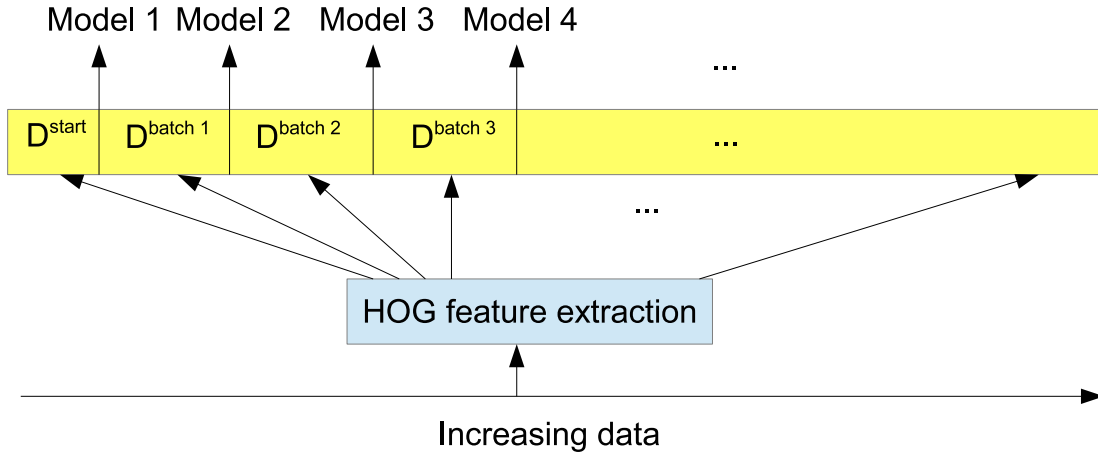 Model 1 Model 2 Model 3 Model 4
...
D^start D^batch 1 D^batch 2 D^batch 3 ...
...
HOG feature extraction
Increasing data